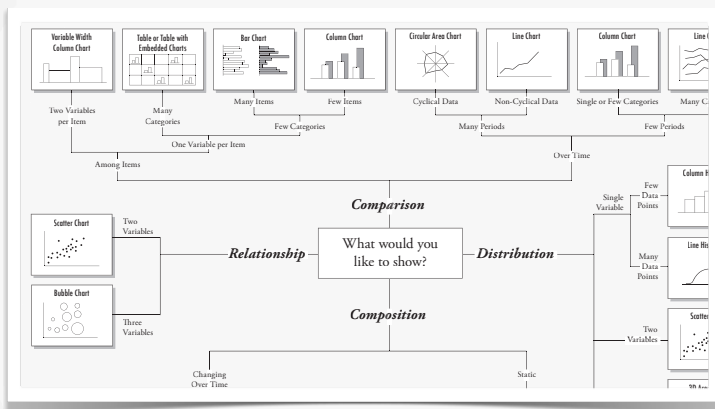 Variable Width
Column Chart
Table or Table with
Embedded Charts
Bar Chart
Column Chart
Circular Area Chart
Line Chart
Column Chart
Line
Two Variables
per Item
Many
Categories
Many Items
Few Items
Cyclical Data
Non-Cyclical Data
Single or Few Categories
Many
Few Categories
Many Periods
Few Periods
One Variable per Item
Among Items
Over Time
Comparison
Single
Variable
Few
Data
Points
Column
Scatter Chart
Two
Variables
Relationship
What would you
like to show?
Distribution
Many
Data
Points
Line
Bubble Chart
Three
Variables
Composition
Two
Variables
Changing
Over Time
Static